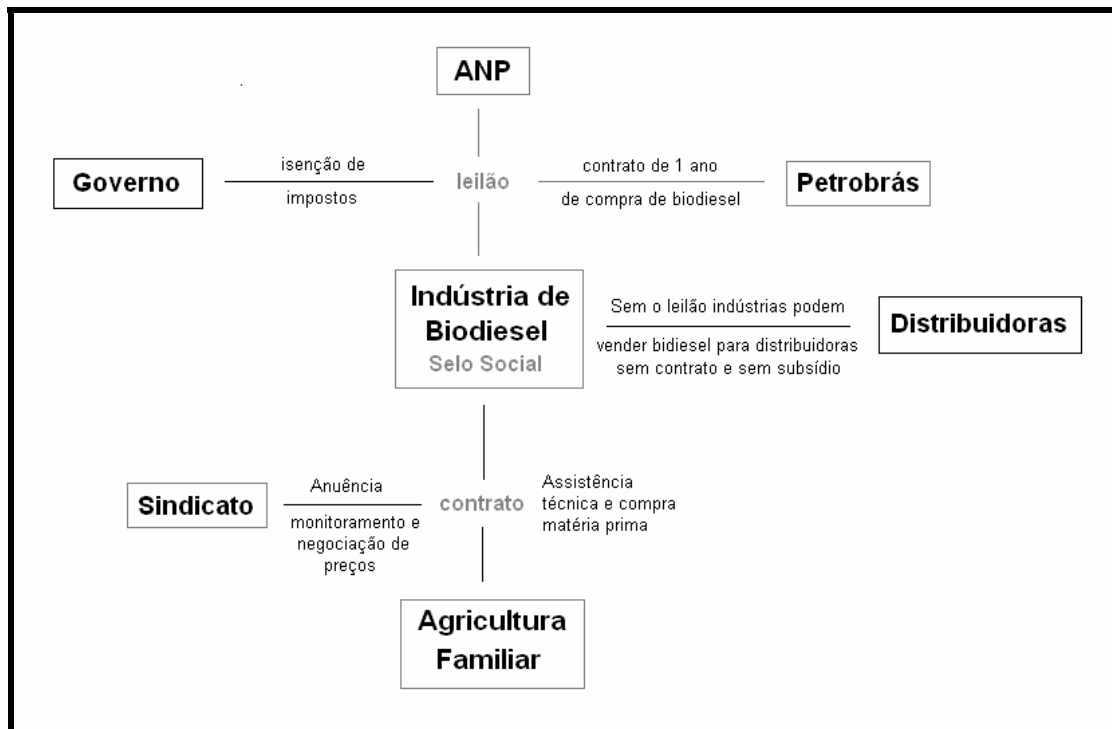 ANP
Governo
isenção de
impostos
leilão
contrato de 1 ano
de compra de biodiesel
Petrobrás
Indústria de
Biodiesel
Selo Social
Sem o leilão indústrias podem
vender bidiesel para distribuidoras
sem contrato e sem subsídio
Distribuidoras
Sindicato
Anuência
monitoramento e
negociação de
preços
contrato
Assistência
técnica e compra
matéria prima
Agricultura
Familiar